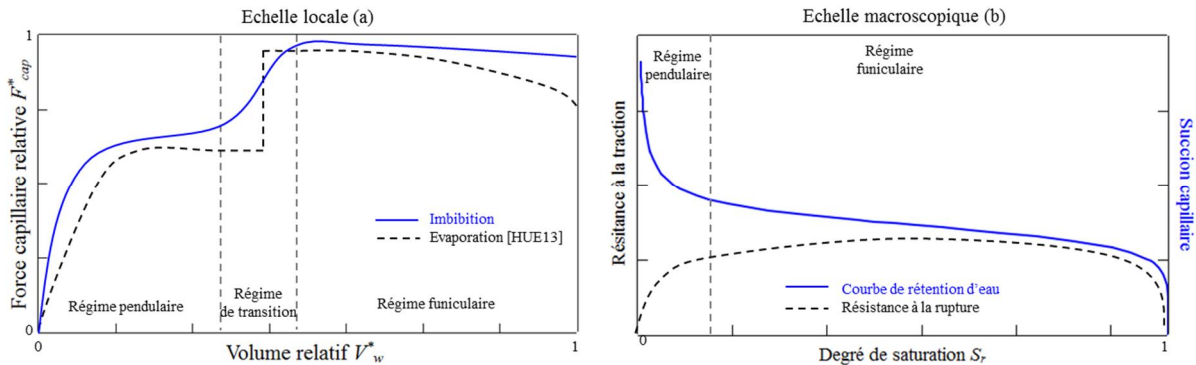 Echelle locale (a)
1
Force capillaire relative F*cap
0
Régime pendulaire
Régime
de transition
Régime funiculaire
Imbibition
Evaporation [HUE13]
0
1
Volume relatif V*w
Echelle macroscopique (b)
Régime
pendulaire
Régime
funiculaire
Résistance à la traction
Succion capillaire
Courbe de rétention d'eau
Résistance à la rupture
0
1
Degré de saturation Sr